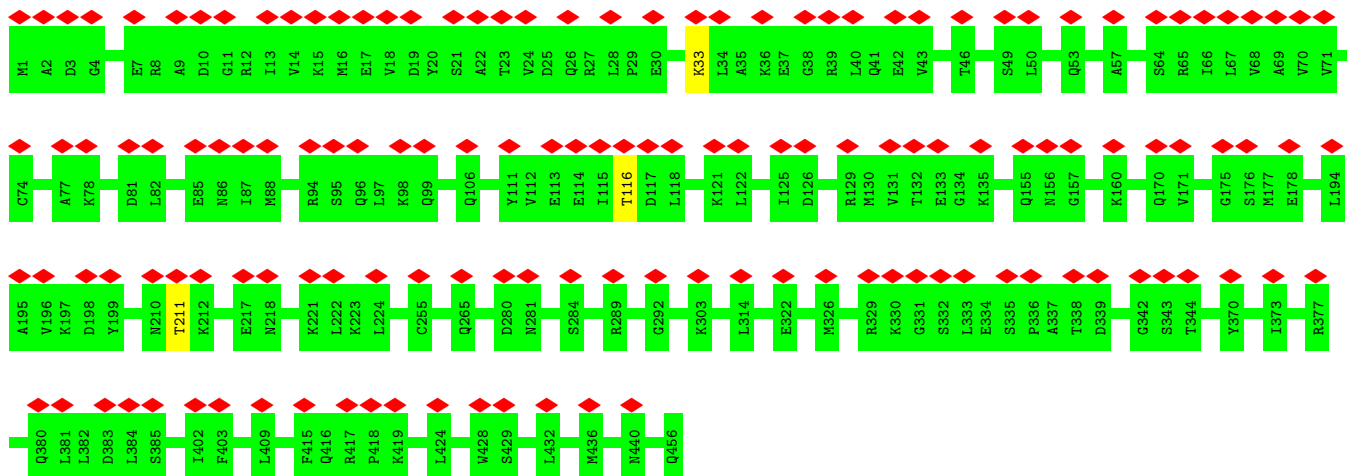 M1 A2 D3 G4 E7 R8 A9 D10 G11 R12 I13 V14 K15 M16 E17 V18 D19 Y20 S21 A22 T23 V24 D25 Q26 R27 L28 P29 E30 K33 L34 A35 K36 E37 G38 R39 L40 Q41 E42 V43 T46 S49 L50 Q53 A57 S64 R65 I66 L67 V68 A69 V70 V71
C74 A77 K78 D81 L82 E85 N86 I87 M88 R94 S95 Q96 L97 K98 Q99 Q106 Y111 V112 E113 E114 I115 T116 D117 L118 K121 L122 I125 D126 R129 M130 V131 T132 E133 G134 K135 Q155 N156 G157 K160 Q170 V171 G175 S176 M177 E178 L194
A195 V196 K197 D198 Y199 N210 T211 K212 E217 N218 K221 L222 K223 L224 C255 Q265 D280 N281 S284 R289 G292 K303 L314 E322 M326 R329 K330 G331 S332 L333 E334 S335 P336 A337 T338 D339 G342 S343 T344 Y370 I373 R377
Q380 L381 L382 D383 L384 S385 I402 F403 L409 F415 Q416 R417 P418 K419 L424 W428 S429 L432 M436 N440 Q456